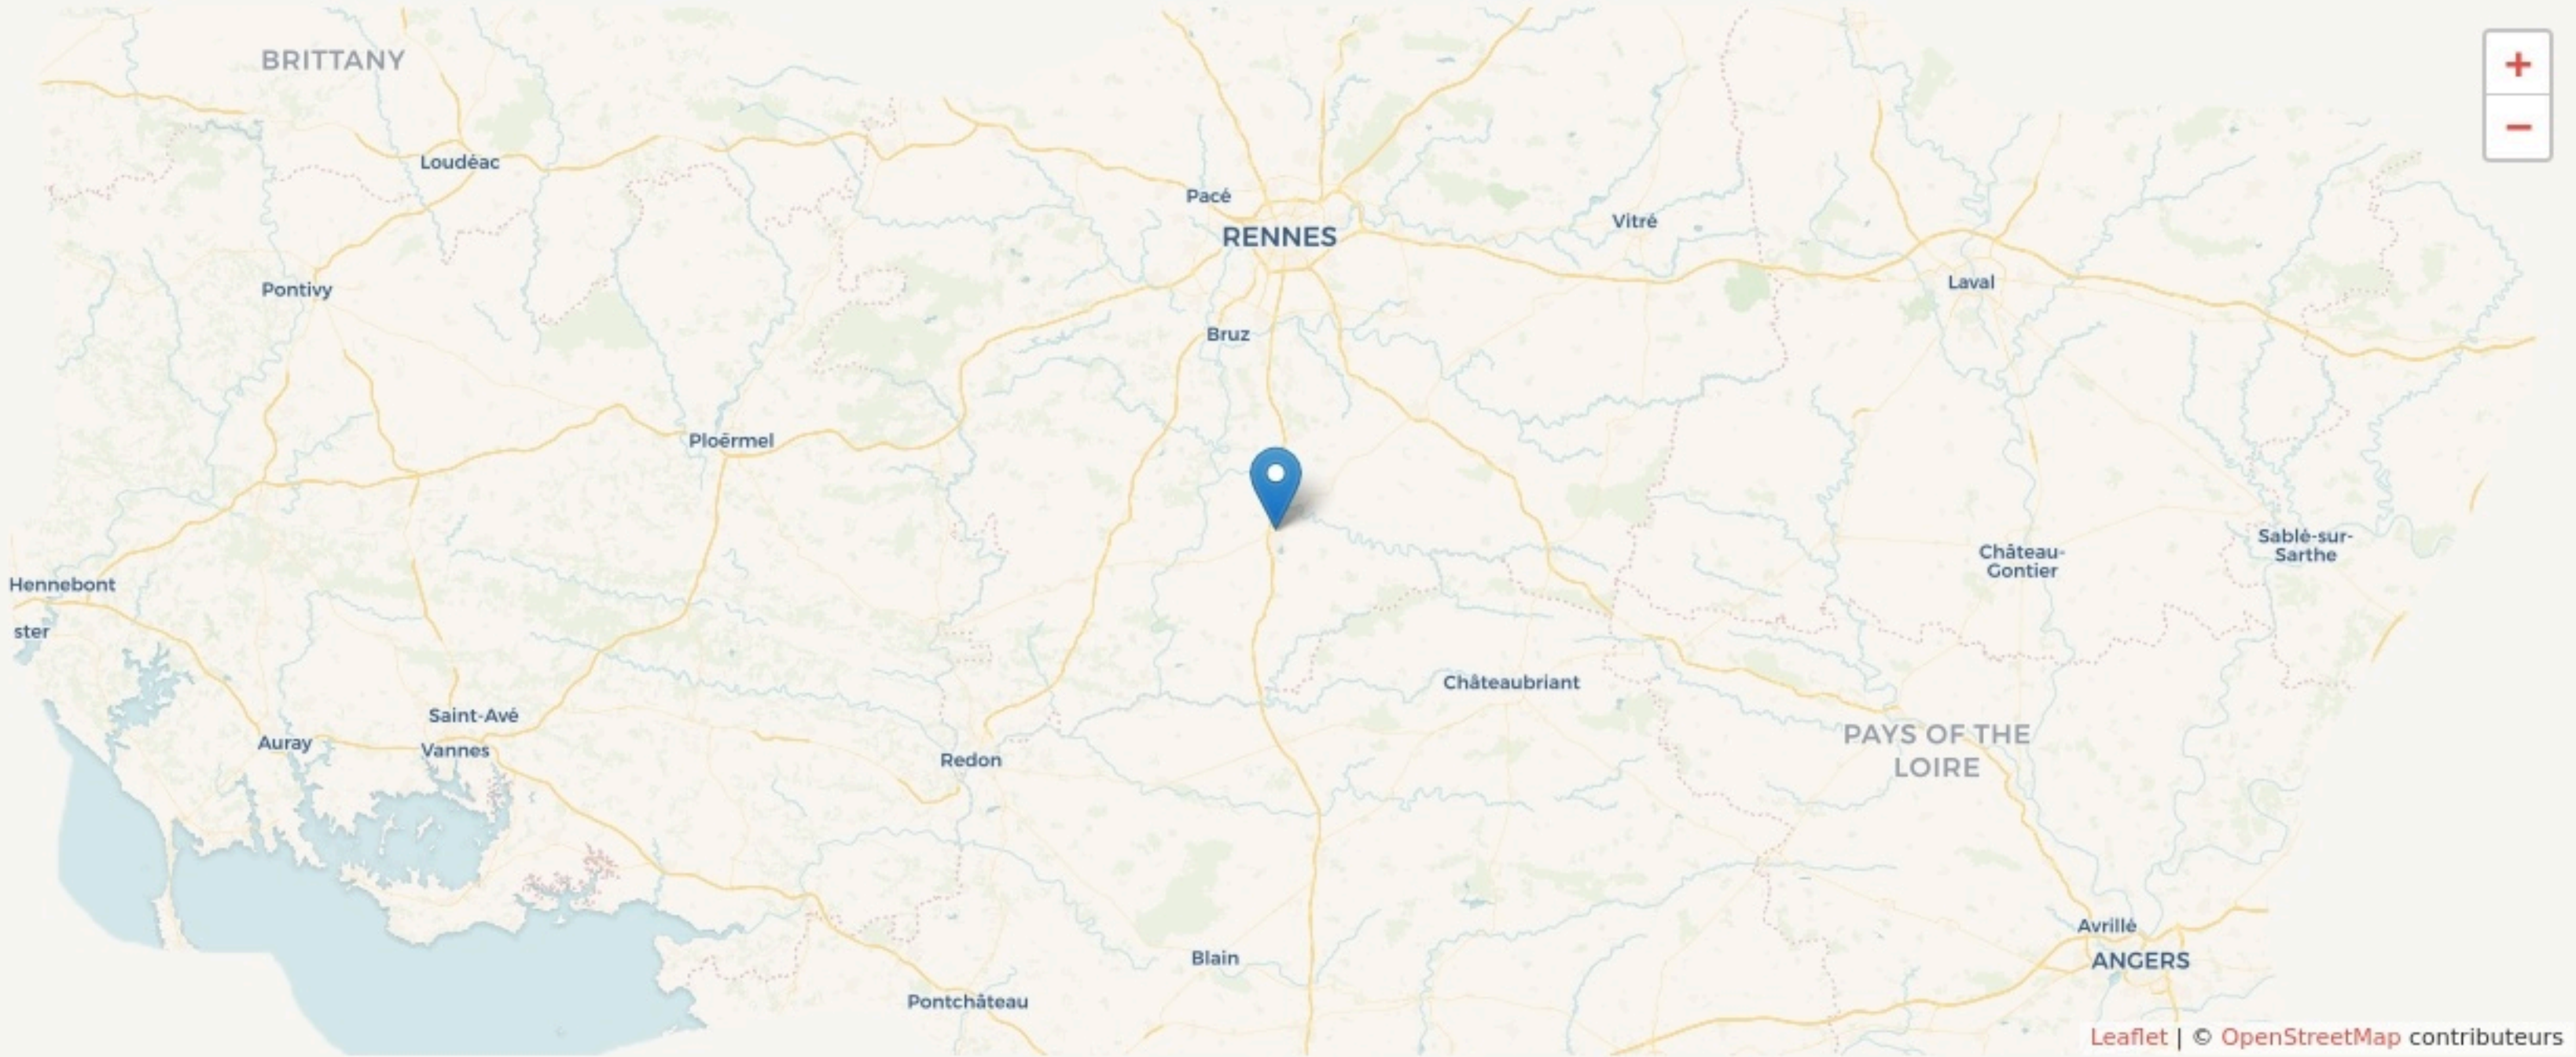 BRITTANY
+
−
Loudéac
Pacé
Vitré
RENNES
Pontivy
Laval
Bruz
Ploërmel
Sablé-sur-
Sarthe
Château-
Gontier
Hennebont
ster
Châteaubriant
Saint-Avé
PAYS OF THE
LOIRE
Auray
Vannes
Redon
Avrillé
Blain
ANGERS
Pontchâteau
Leaflet | © OpenStreetMap contributeurs